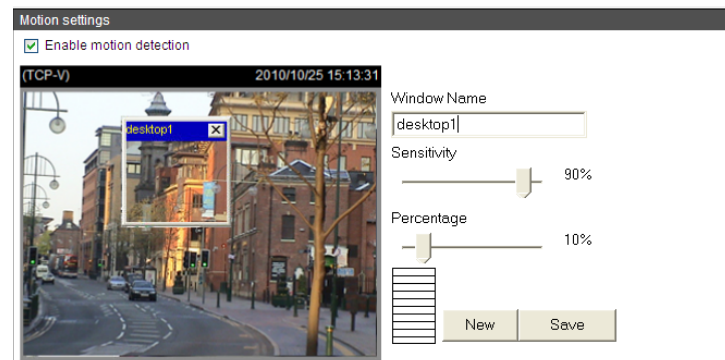 Motion settings
Enable motion detection
(TCP-V) 2010/10/25 15:13:31
desktop1
Window Name
desktop1
Sensitivity
90%
Percentage
10%
New Save